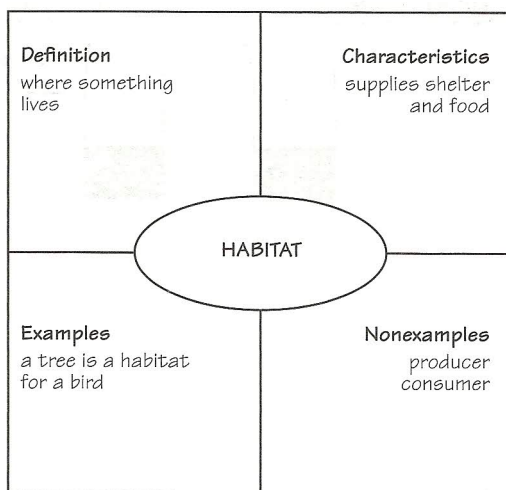 Definition
where something
lives
Characteristics
supplies shelter
and food
HABITAT
Examples
a tree is a habitat
for a bird
Nonexamples
producer
consumer